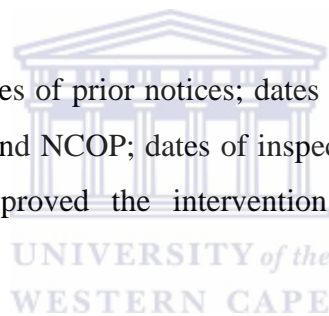 es of prior notices; dates
nd NCOP; dates of inspec
proved the intervention
UNIVERSITY of the
WESTERN CAPE